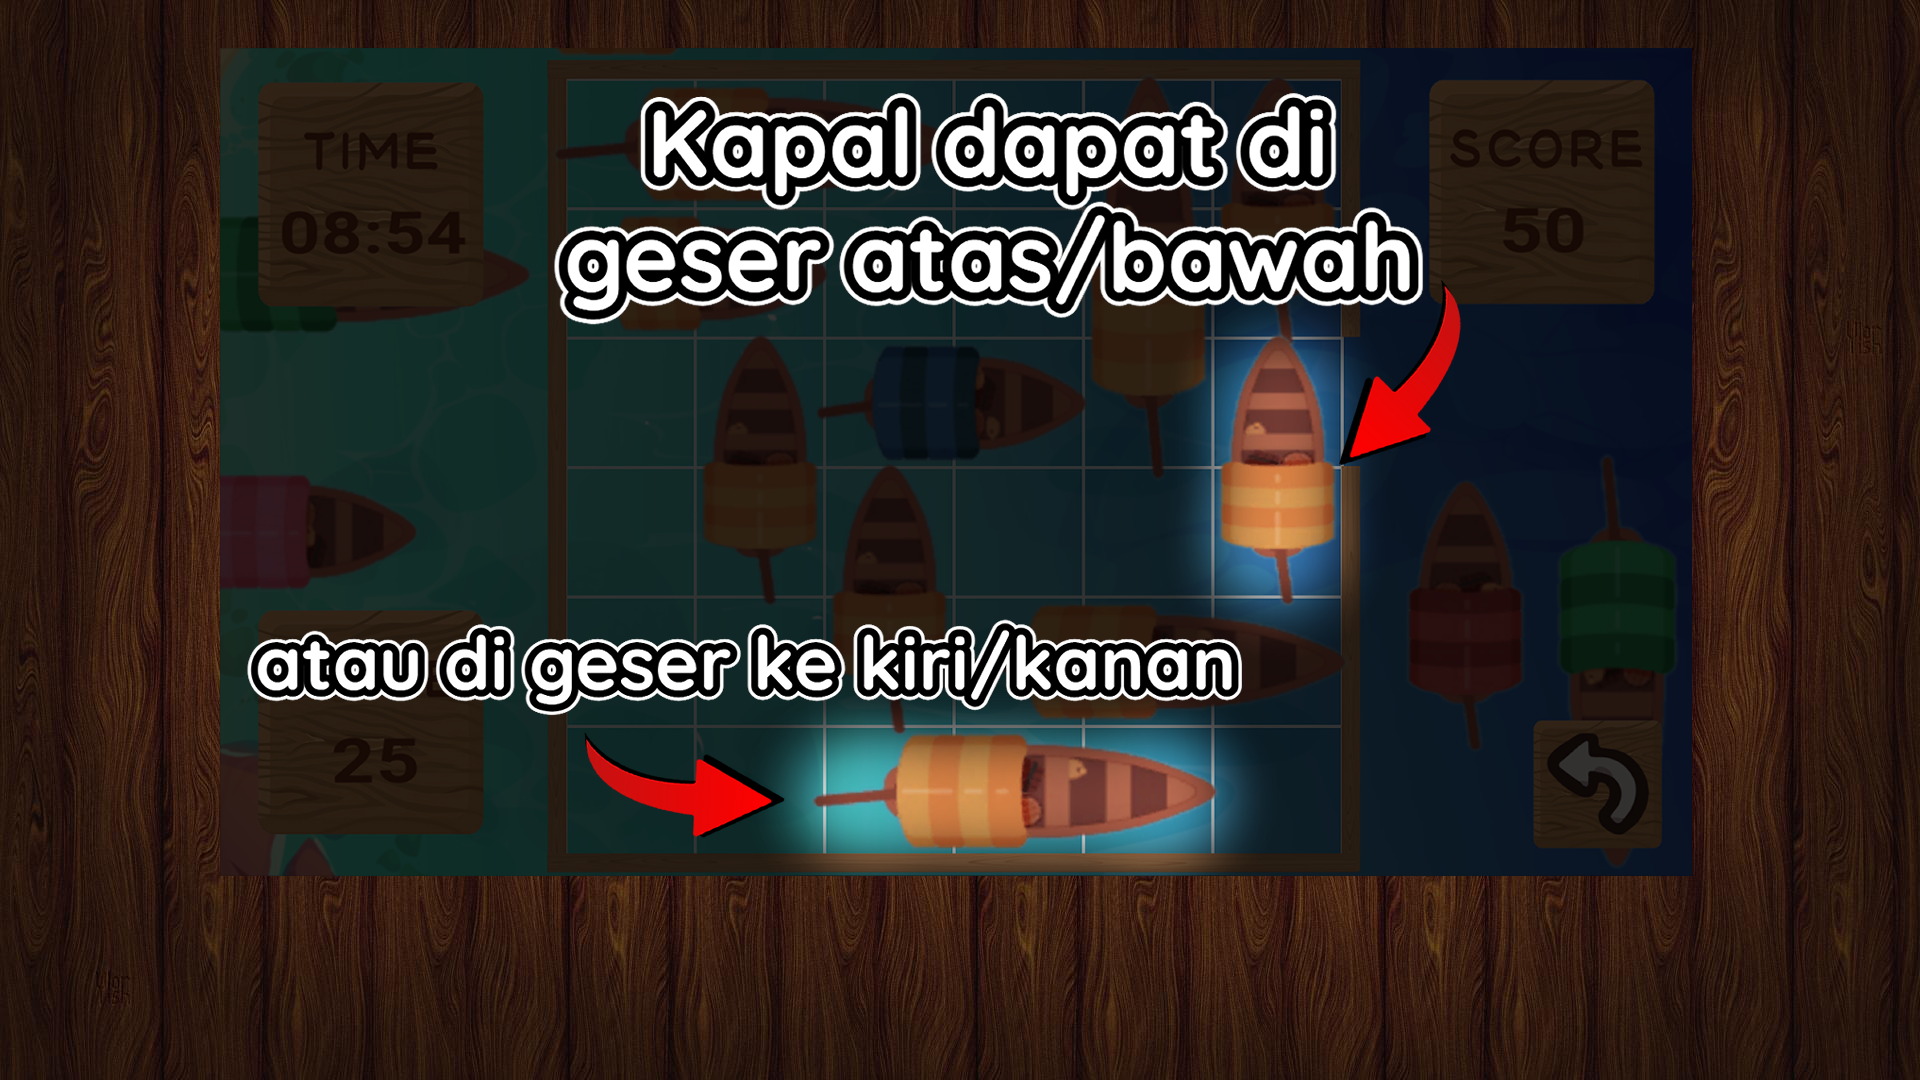 Kapal dapat di
geser atas/bawah
TIME
08:54
SCORE
50
atau di geser ke kiri/kanan
25